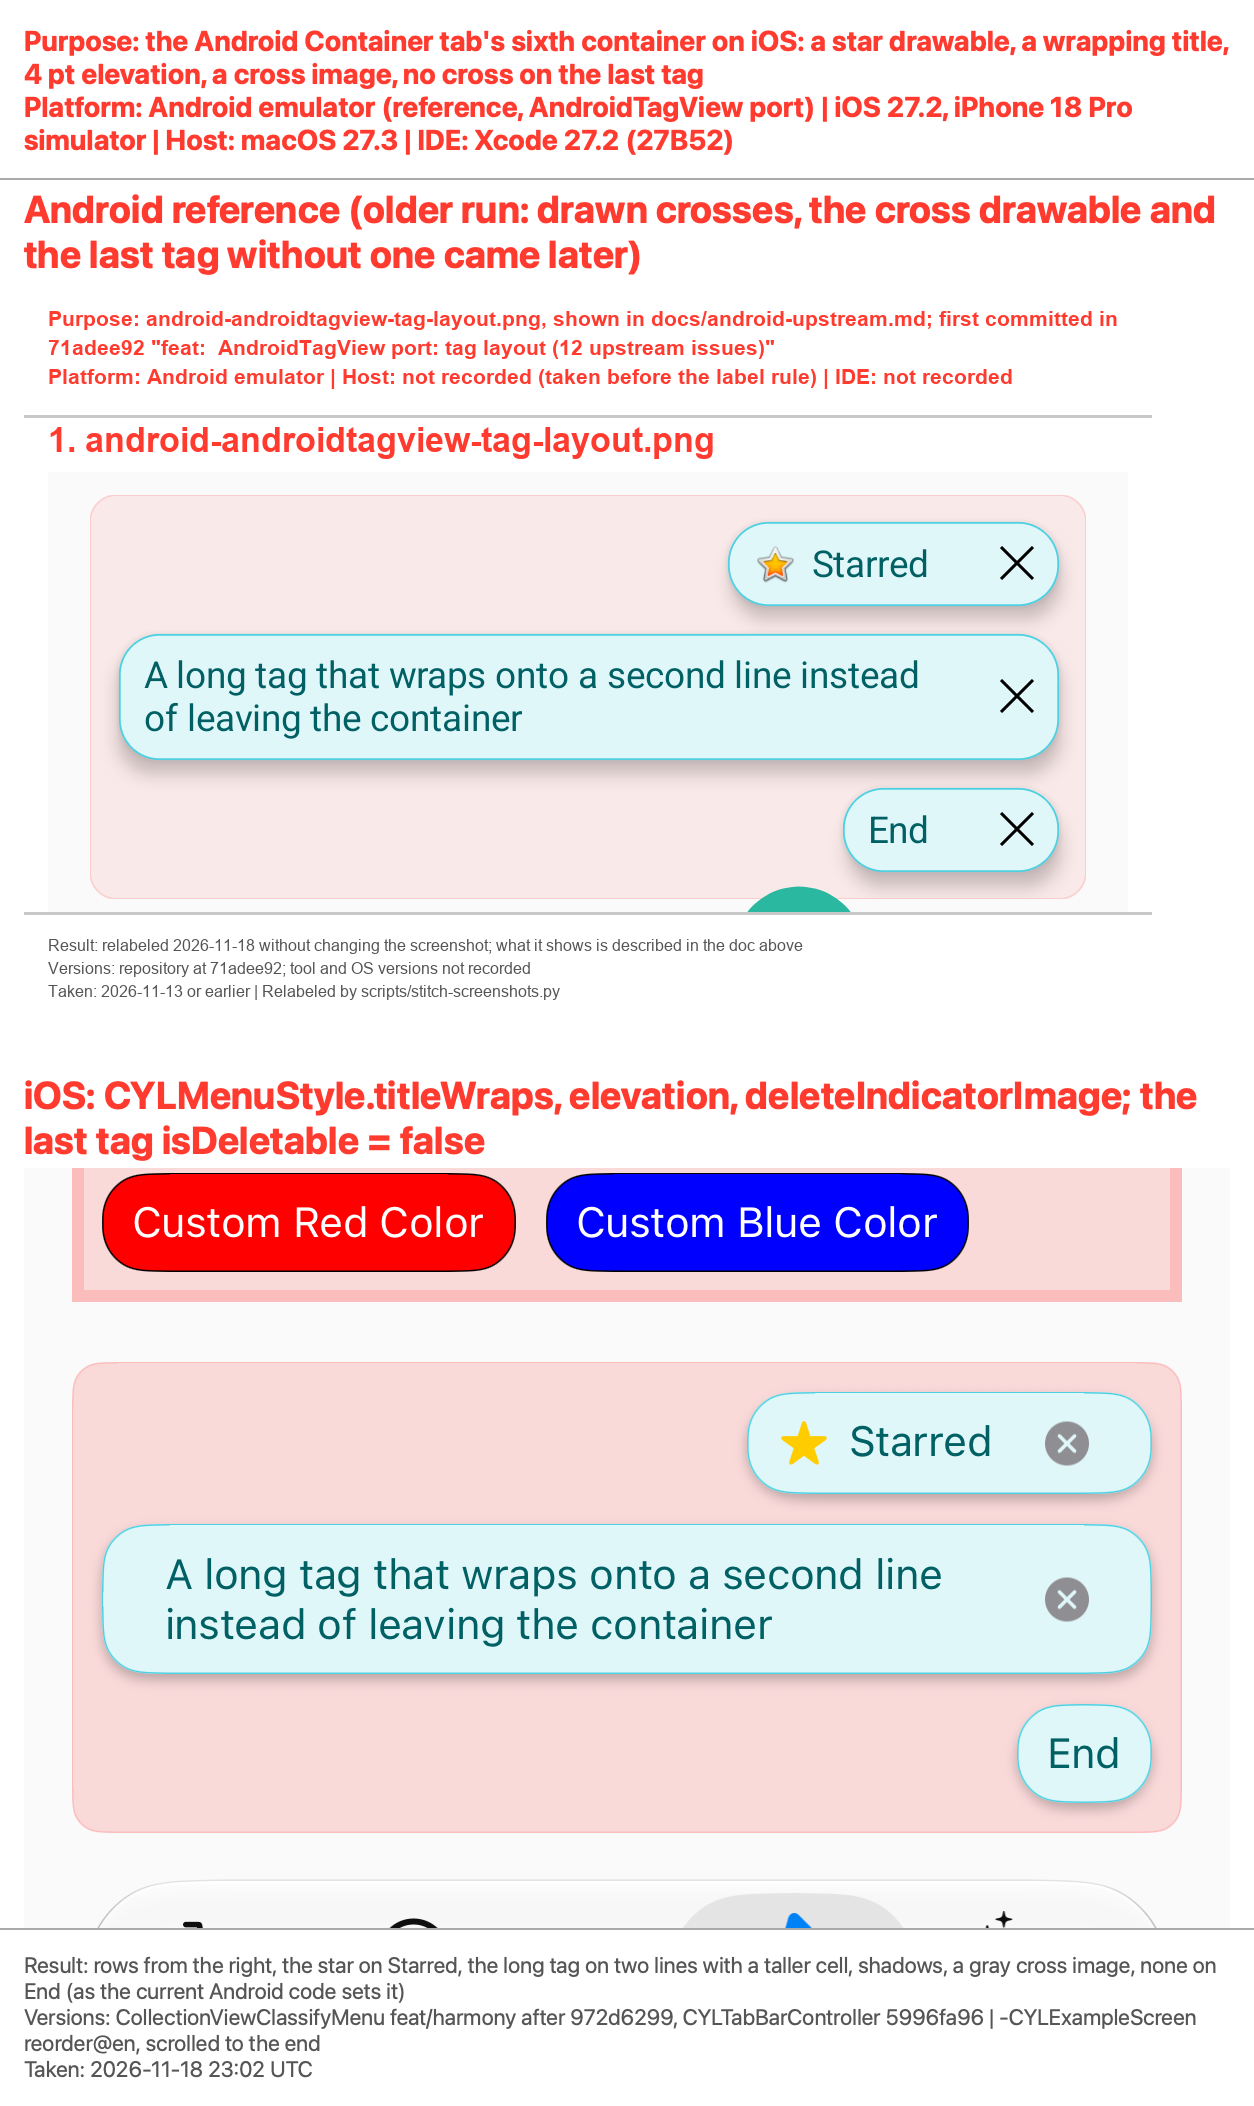 Purpose: the Android Container tab's sixth container on iOS: a star drawable, a wrapping title,
4 pt elevation, a cross image, no cross on the last tag
Platform: Android emulator (reference, AndroidTagView port) | iOS 27.2, iPhone 18 Pro
simulator | Host: macOS 27.3 | IDE: Xcode 27.2 (27B52)
Android reference (older run: drawn crosses, the cross drawable and
the last tag without one came later)
Purpose: android-androidtagview-tag-layout.png, shown in docs/android-upstream.md; first committed in
71adee92 "feat:  AndroidTagView port: tag layout (12 upstream issues)"
Platform: Android emulator | Host: not recorded (taken before the label rule) | IDE: not recorded
1. android-androidtagview-tag-layout.png
Starred
A long tag that wraps onto a second line instead
of leaving the container
End
Result: relabeled 2026-11-18 without changing the screenshot; what it shows is described in the doc above
Versions: repository at 71adee92; tool and OS versions not recorded
Taken: 2026-11-13 or earlier | Relabeled by scripts/stitch-screenshots.py
iOS: CYLMenuStyle.titleWraps, elevation, deleteIndicatorImage; the
last tag isDeletable = false
Custom Red Color
Custom Blue Color
Starred
A long tag that wraps onto a second line
instead of leaving the container
End
Result: rows from the right, the star on Starred, the long tag on two lines with a taller cell, shadows, a gray cross image, none on
End (as the current Android code sets it)
Versions: CollectionViewClassifyMenu feat/harmony after 972d6299, CYLTabBarController 5996fa96 | -CYLExampleScreen
reorder@en, scrolled to the end
Taken: 2026-11-18 23:02 UTC